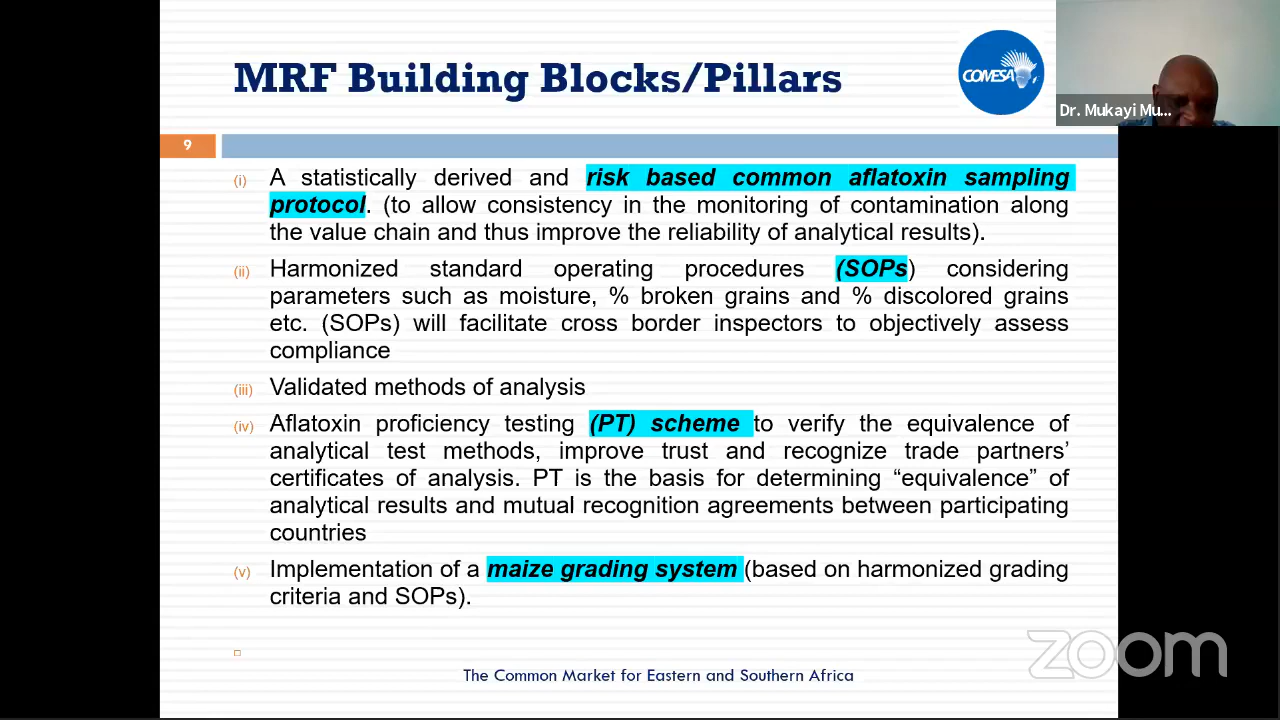 MRF Building Blocks/Pillars
COMESA
Dr. Mukayi Mu...
9
(i) A statistically derived and risk based common aflatoxin sampling
protocol. (to allow consistency in the monitoring of contamination along
the value chain and thus improve the reliability of analytical results).
(ii) Harmonized standard operating procedures (SOPs) considering
parameters such as moisture, % broken grains and % discolored grains
etc. (SOPs) will facilitate cross border inspectors to objectively assess
compliance
(iii) Validated methods of analysis
(iv) Aflatoxin proficiency testing (PT) scheme to verify the equivalence of
analytical test methods, improve trust and recognize trade partners’
certificates of analysis. PT is the basis for determining “equivalence” of
analytical results and mutual recognition agreements between participating
countries
(v) Implementation of a maize grading system (based on harmonized grading
criteria and SOPs).
The Common Market for Eastern and Southern Africa
zoom